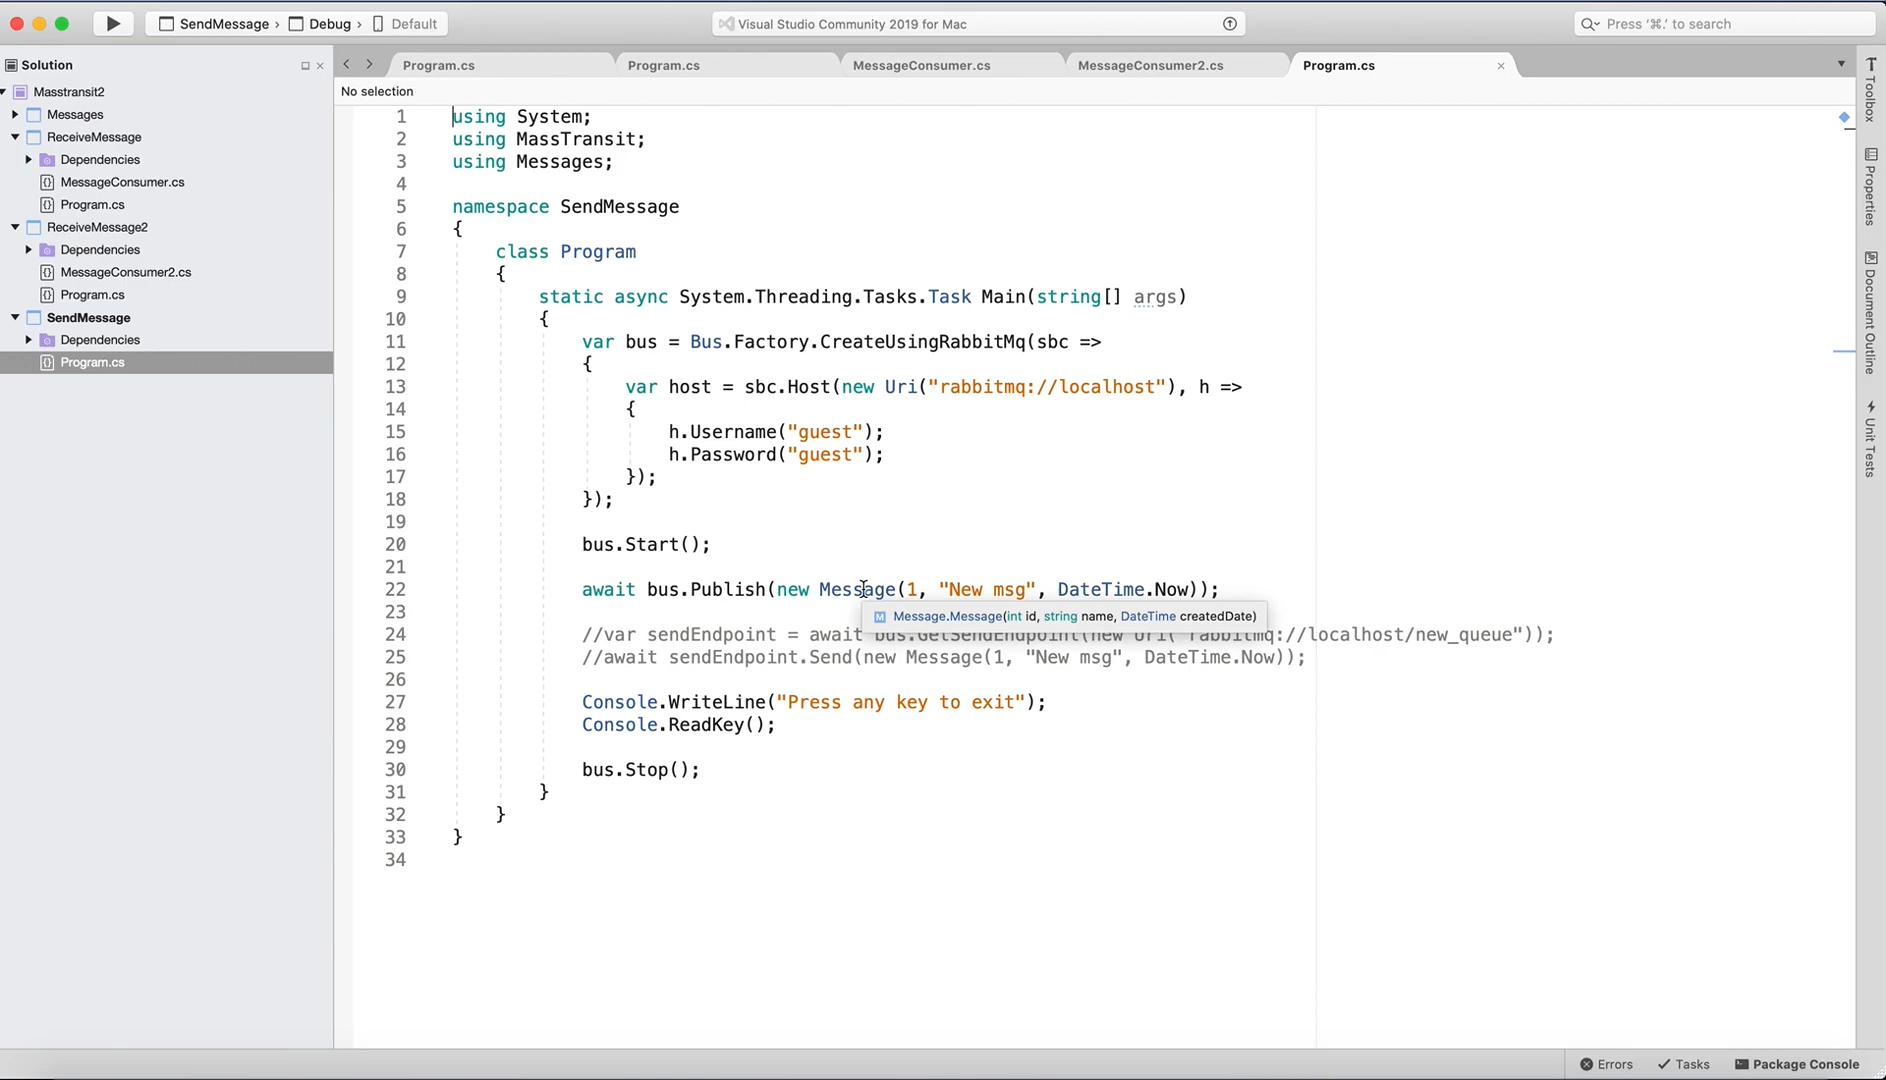 SendMessage › Debug › Default
Visual Studio Community 2019 for Mac
Press ‘⌘.’ to search
Solution
Program.cs
Program.cs
MessageConsumer.cs
MessageConsumer2.cs
Program.cs
No selection
Masstransit2
Messages
ReceiveMessage
Dependencies
MessageConsumer.cs
Program.cs
ReceiveMessage2
Dependencies
MessageConsumer2.cs
Program.cs
SendMessage
Dependencies
Program.cs
1 using System;
2 using MassTransit;
3 using Messages;
4
5 namespace SendMessage
6 {
7 class Program
8 {
9 static async System.Threading.Tasks.Task Main(string[] args)
10 {
11 var bus = Bus.Factory.CreateUsingRabbitMq(sbc =>
12 {
13 var host = sbc.Host(new Uri("rabbitmq://localhost"), h =>
14 {
15 h.Username("guest");
16 h.Password("guest");
17 });
18 });
19
20 bus.Start();
21
22 await bus.Publish(new Message(1, "New msg", DateTime.Now));
23
Message.Message(int id, string name, DateTime createdDate)
24 //var sendEndpoint = await bus.GetSendEndpoint(new Uri("rabbitmq://localhost/new_queue"));
25 //await sendEndpoint.Send(new Message(1, "New msg", DateTime.Now));
26
27 Console.WriteLine("Press any key to exit");
28 Console.ReadKey();
29
30 bus.Stop();
31 }
32 }
33 }
34
Toolbox
Properties
Document Outline
Unit Tests
Errors
Tasks
Package Console